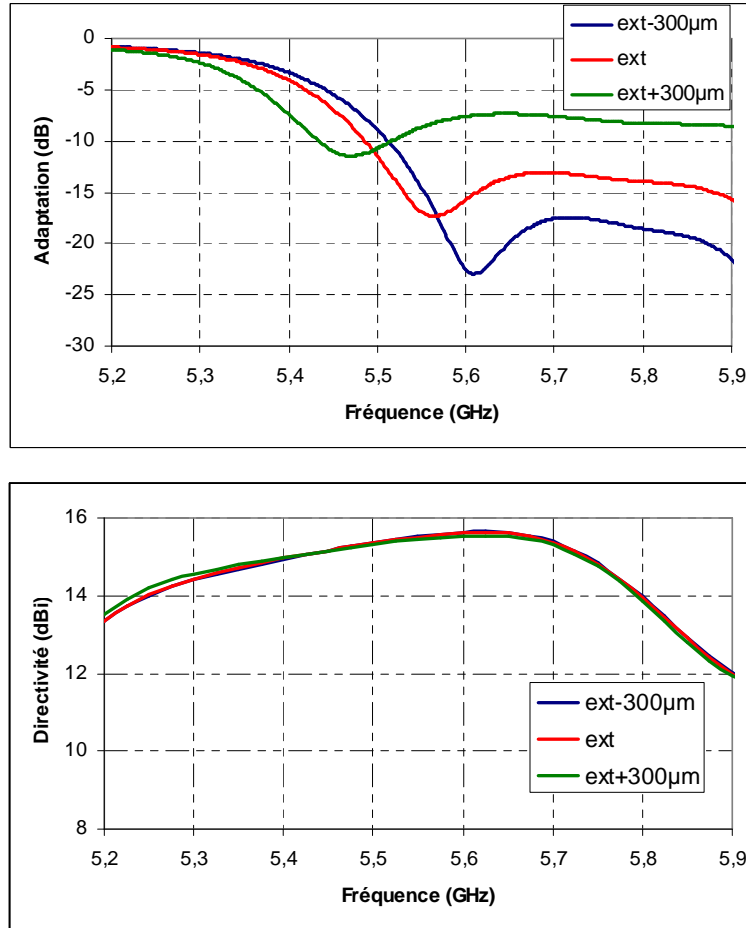 ext-300µm
ext
ext+300µm
0
-5
-10
-15
-20
-25
-30
Adaptation (dB)
5,2 5,3 5,4 5,5 5,6 5,7 5,8 5,9
Fréquence (GHz)
16
14
12
10
8
Directivité (dBi)
ext-300µm
ext
ext+300µm
5,2 5,3 5,4 5,5 5,6 5,7 5,8 5,9
Fréquence (GHz)